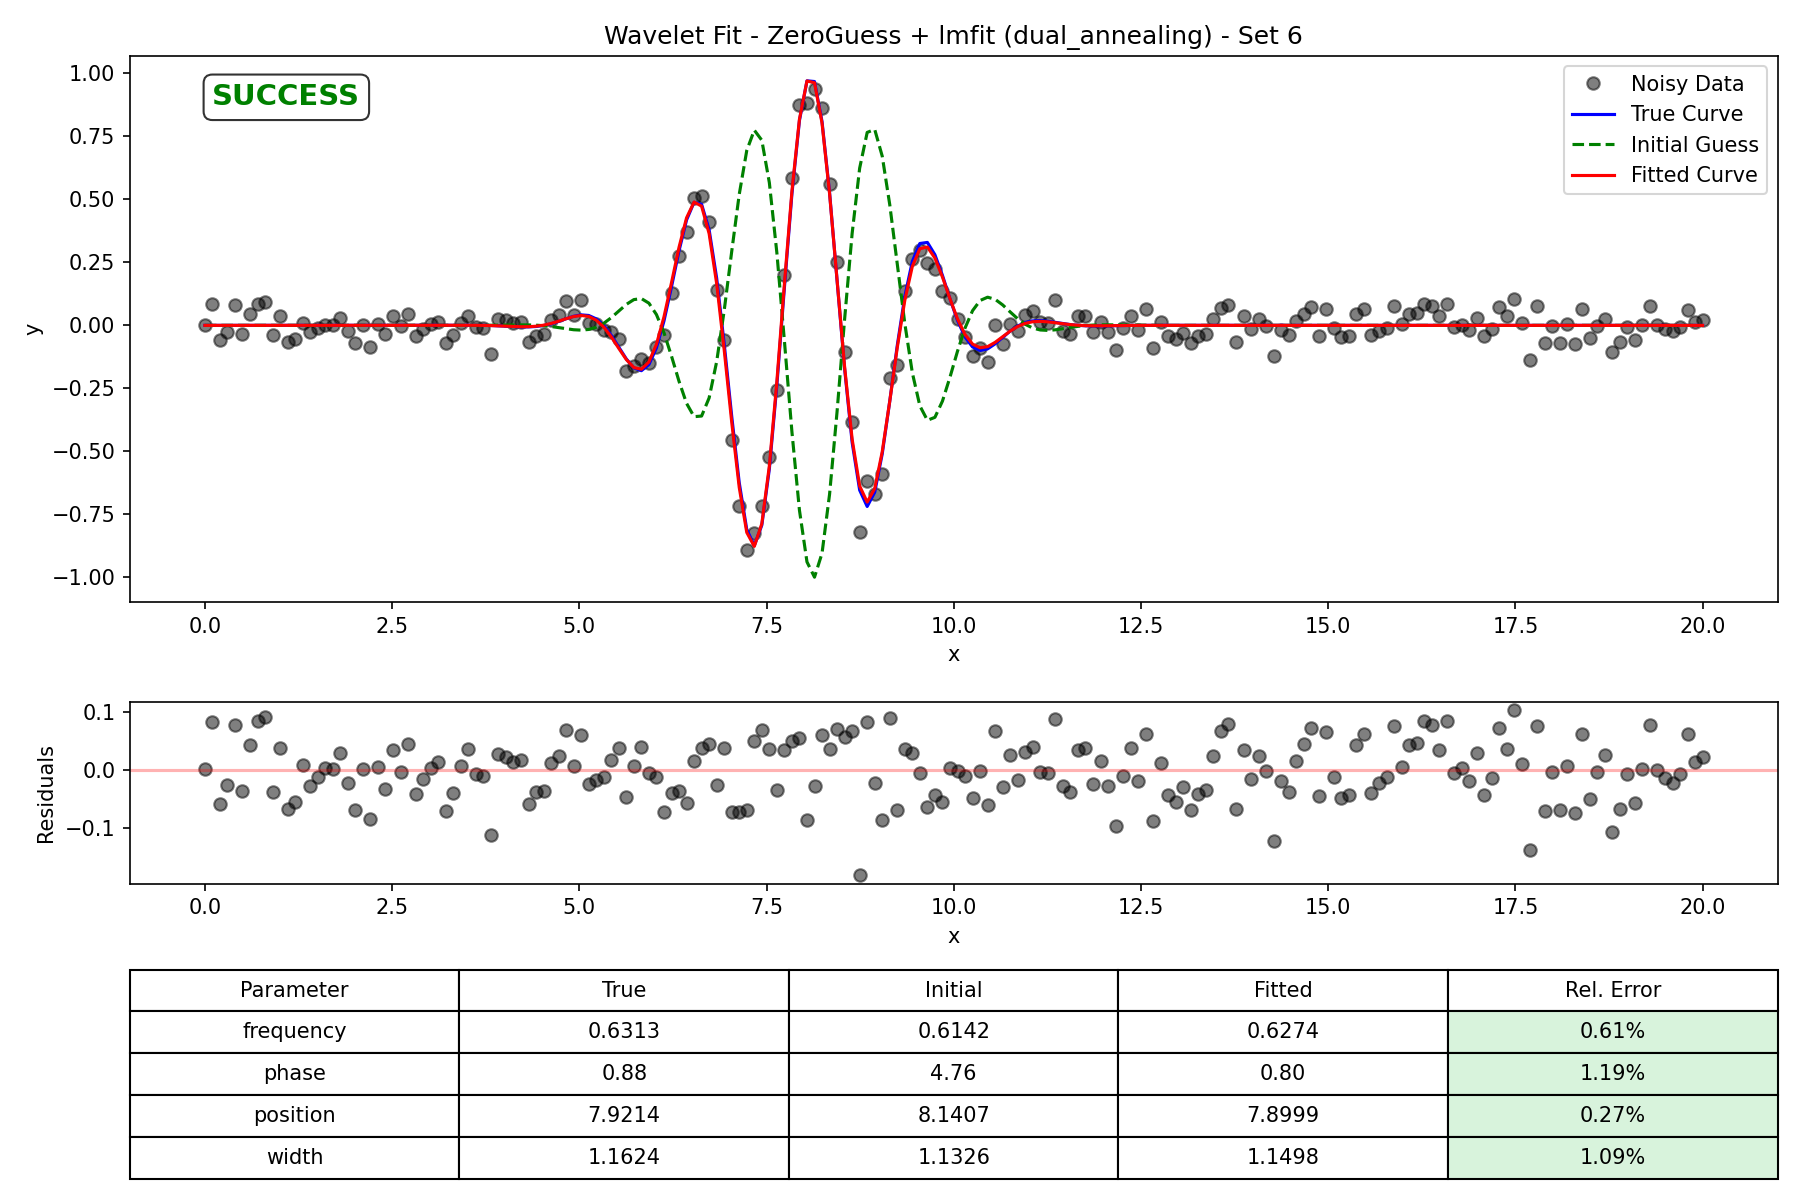 Wavelet Fit - ZeroGuess + lmfit (dual_annealing) - Set 6
SUCCESS
Noisy Data
True Curve
Initial Guess
Fitted Curve
1.00
0.75
0.50
0.25
0.00
−0.25
−0.50
−0.75
−1.00
y
0.0 2.5 5.0 7.5 10.0 12.5 15.0 17.5 20.0
x
0.1
0.0
−0.1
Residuals
0.0 2.5 5.0 7.5 10.0 12.5 15.0 17.5 20.0
x
Parameter True Initial Fitted Rel. Error
frequency 0.6313 0.6142 0.6274 0.61%
phase 0.88 4.76 0.80 1.19%
position 7.9214 8.1407 7.8999 0.27%
width 1.1624 1.1326 1.1498 1.09%